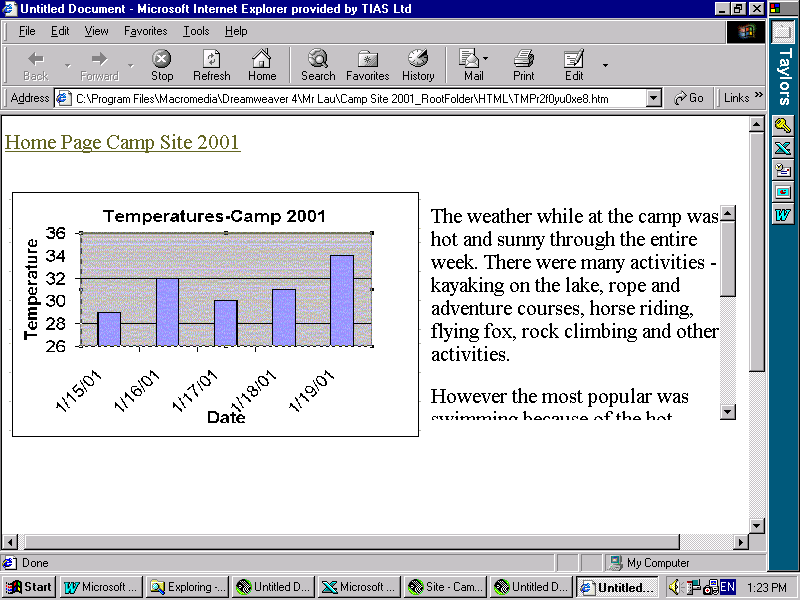 Untitled Document - Microsoft Internet Explorer provided by TIAS Ltd
File Edit View Favorites Tools Help
Back Forward Stop Refresh Home Search Favorites History Mail Print Edit
Address C:\Program Files\Macromedia\Dreamweaver 4\Mr Lau\Camp Site 2001_RootFolder\HTML\TMPr2f0yu0xe8.htm Go Links »
Taylors
Home Page Camp Site 2001
Temperatures-Camp 2001
Temperature
36
34
32
30
28
26
1/15/01 1/16/01 1/17/01 1/18/01 1/19/01
Date
The weather while at the camp was
hot and sunny through the entire
week. There were many activities -
kayaking on the lake, rope and
adventure courses, horse riding,
flying fox, rock climbing and other
activities.
However the most popular was
swimming because of the hot
Done My Computer
Start Microsoft ... Exploring -... Untitled D... Microsoft ... Site - Cam... Untitled D... Untitled... EN 1:23 PM